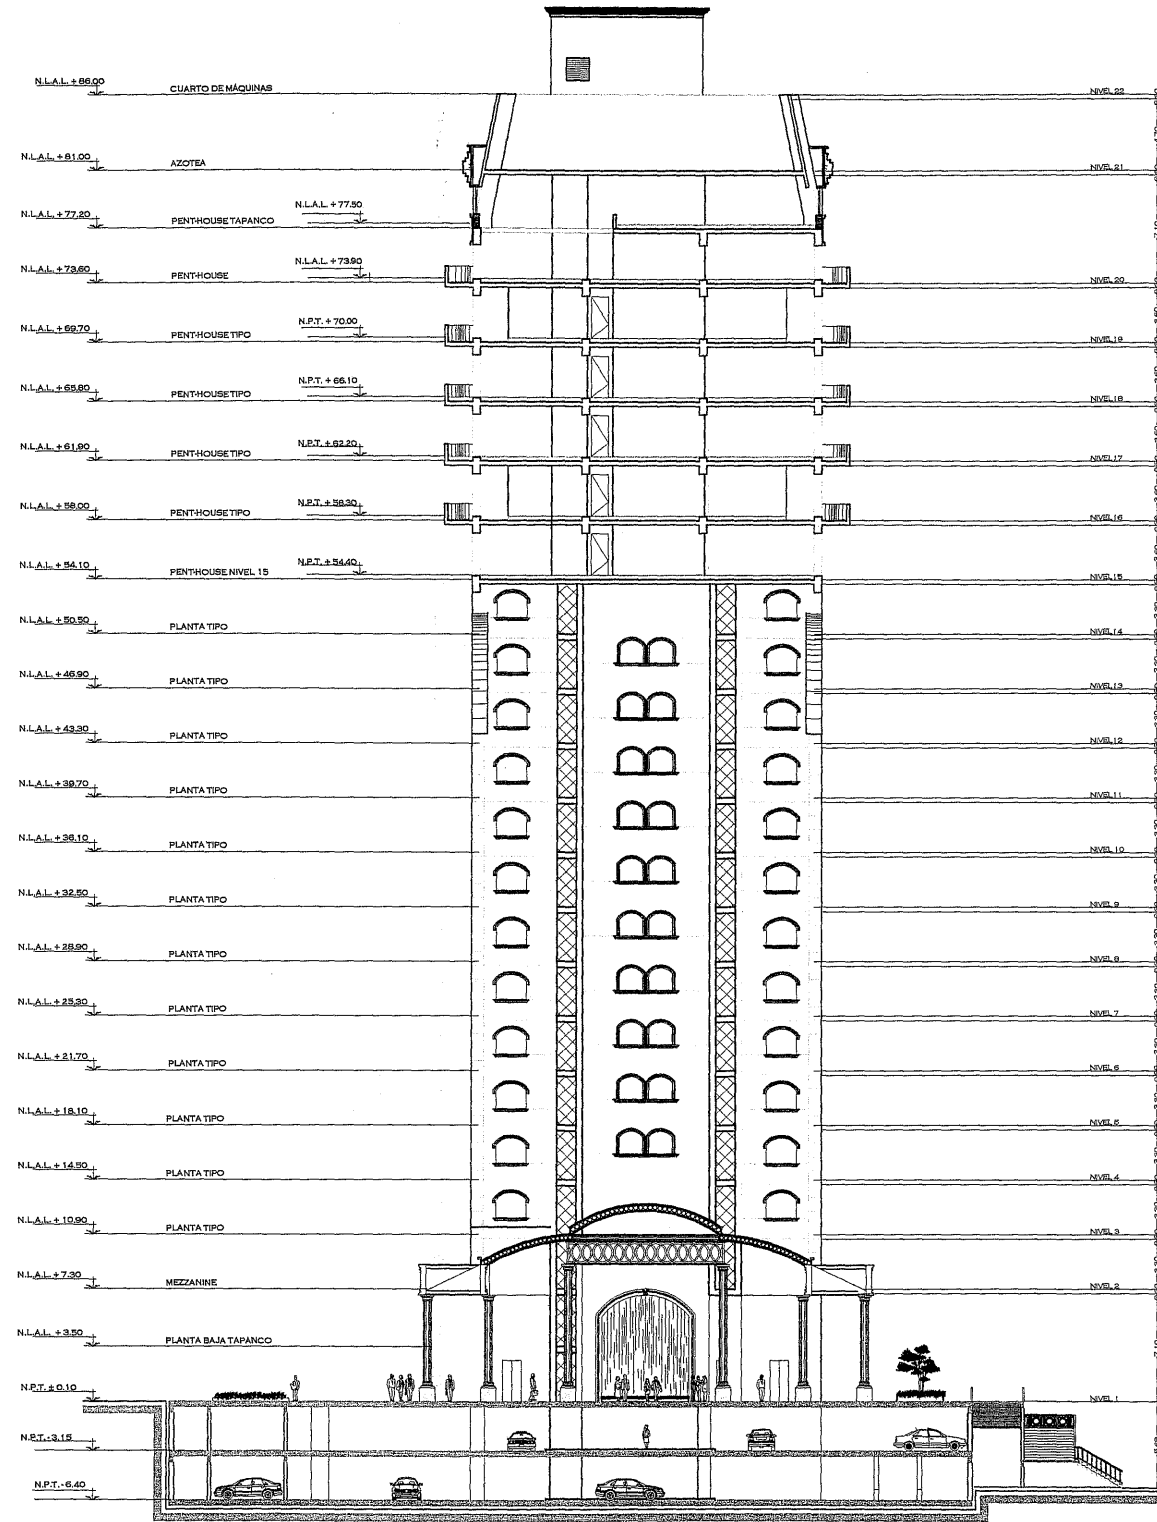 N.L.A.L. + 86.00
CUARTO DE MÁQUINAS
NIVEL 22
N.L.A.L. + 81.00
AZOTEA
NIVEL 21
N.L.A.L. + 77.20
PENT-HOUSE TAPANCO
N.L.A.L. + 77.50
N.L.A.L. + 73.60
PENT-HOUSE
N.L.A.L. + 73.90
NIVEL 20
N.L.A.L. + 69.70
PENT-HOUSE TIPO
N.P.T. + 70.00
NIVEL 19
N.L.A.L. + 65.80
PENT-HOUSE TIPO
N.P.T. + 66.10
NIVEL 18
N.L.A.L. + 61.90
PENT-HOUSE TIPO
N.P.T. + 62.20
NIVEL 17
N.L.A.L. + 58.00
PENT-HOUSE TIPO
N.P.T. + 58.30
NIVEL 16
N.L.A.L. + 54.10
PENT-HOUSE NIVEL 15
N.P.T. + 54.40
NIVEL 15
N.L.A.L. + 50.50
PLANTA TIPO
NIVEL 14
N.L.A.L. + 46.90
PLANTA TIPO
NIVEL 13
N.L.A.L. + 43.30
PLANTA TIPO
NIVEL 12
N.L.A.L. + 39.70
PLANTA TIPO
NIVEL 11
N.L.A.L. + 36.10
PLANTA TIPO
NIVEL 10
N.L.A.L. + 32.50
PLANTA TIPO
NIVEL 9
N.L.A.L. + 28.90
PLANTA TIPO
NIVEL 8
N.L.A.L. + 25.30
PLANTA TIPO
NIVEL 7
N.L.A.L. + 21.70
PLANTA TIPO
NIVEL 6
N.L.A.L. + 18.10
PLANTA TIPO
NIVEL 5
N.L.A.L. + 14.50
PLANTA TIPO
NIVEL 4
N.L.A.L. + 10.90
PLANTA TIPO
NIVEL 3
N.L.A.L. + 7.30
MEZZANINE
NIVEL 2
N.L.A.L. + 3.50
PLANTA BAJA TAPANCO
N.P.T. ± 0.10
NIVEL 1
N.P.T. - 3.15
N.P.T. - 6.40